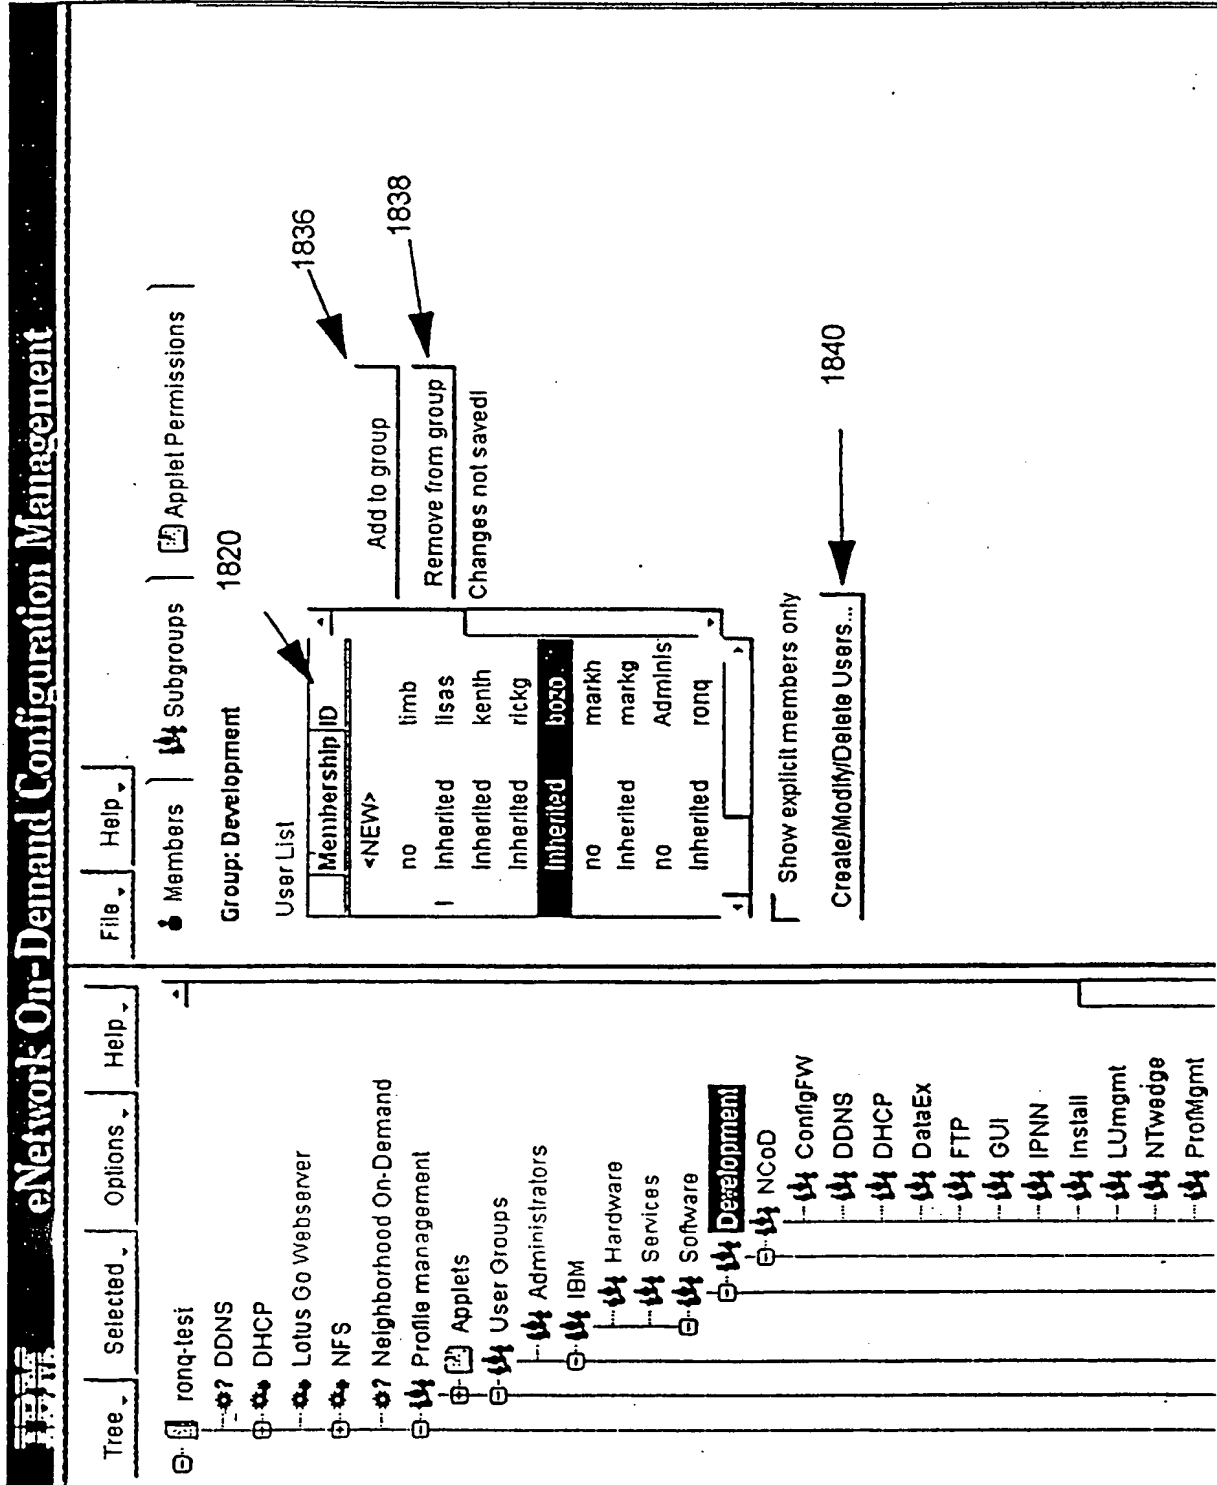 IBM eNetwork On-Demand Configuration Management
Tree Selected Options Help
ronq-test
? DDNS
DHCP
Lotus Go Webserver
NFS
? Neighborhood On-Demand
Profile management
Applets
User Groups
Administrators
IBM
Hardware
Services
Software
Development
NCoD
ConfigFW
DDNS
DHCP
DataEx
FTP
GUI
IPNN
Install
LUmgmt
NTwedge
ProfMgmt
File Help
Members Subgroups Applet Permissions
Group: Development
1820
User List
Membership ID
<NEW>
no timb
Inherited lisas
Inherited kenth
Inherited rickg
Inherited bozo
no markh
Inherited markg
no Adminis
Inherited ronq
Add to group
1836
Remove from group
1838
Changes not saved!
Show explicit members only
Create/Modify/Delete Users...
1840